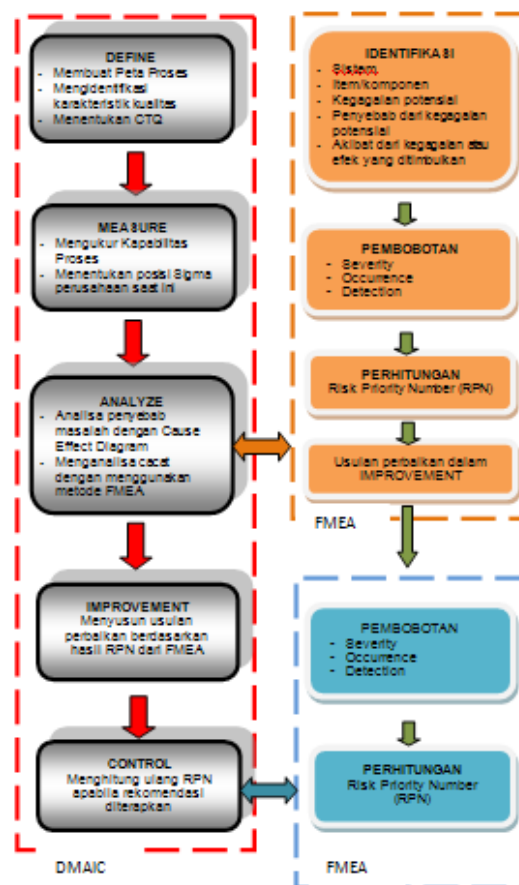 DEFINE
- Membuat Peta Proses
- Mengidentifikasi
karakteristik kualitas
- Menentukan CTQ
MEASURE
- Mengukur Kapabilitas
Proses
- Menentukan posisi Sigma
perusahaan saat ini
ANALYZE
- Analisa penyebab
masalah dengan Cause
Effect Diagram
- Menganalisa cacat
dengan menggunakan
metode FMEA
IMPROVEMENT
Menyusun usulan
perbaikan berdasarkan
hasil RPN dari FMEA
CONTROL
Menghitung ulang RPN
apabila rekomendasi
diterapkan
DMAIC
IDENTIFIKASI
- Sistem
- Item/komponen
- Kegagalan potensial
- Penyebab dari kegagalan
potensial
- Akibat dari kegagalan atau
efek yang ditimbulkan
PEMBOBOTAN
- Severity
- Occurrence
- Detection
PERHITUNGAN
Risk Priority Number (RPN)
Usulan perbaikan dalam
IMPROVEMENT
FMEA
PEMBOBOTAN
- Severity
- Occurrence
- Detection
PERHITUNGAN
Risk Priority Number
(RPN)
FMEA